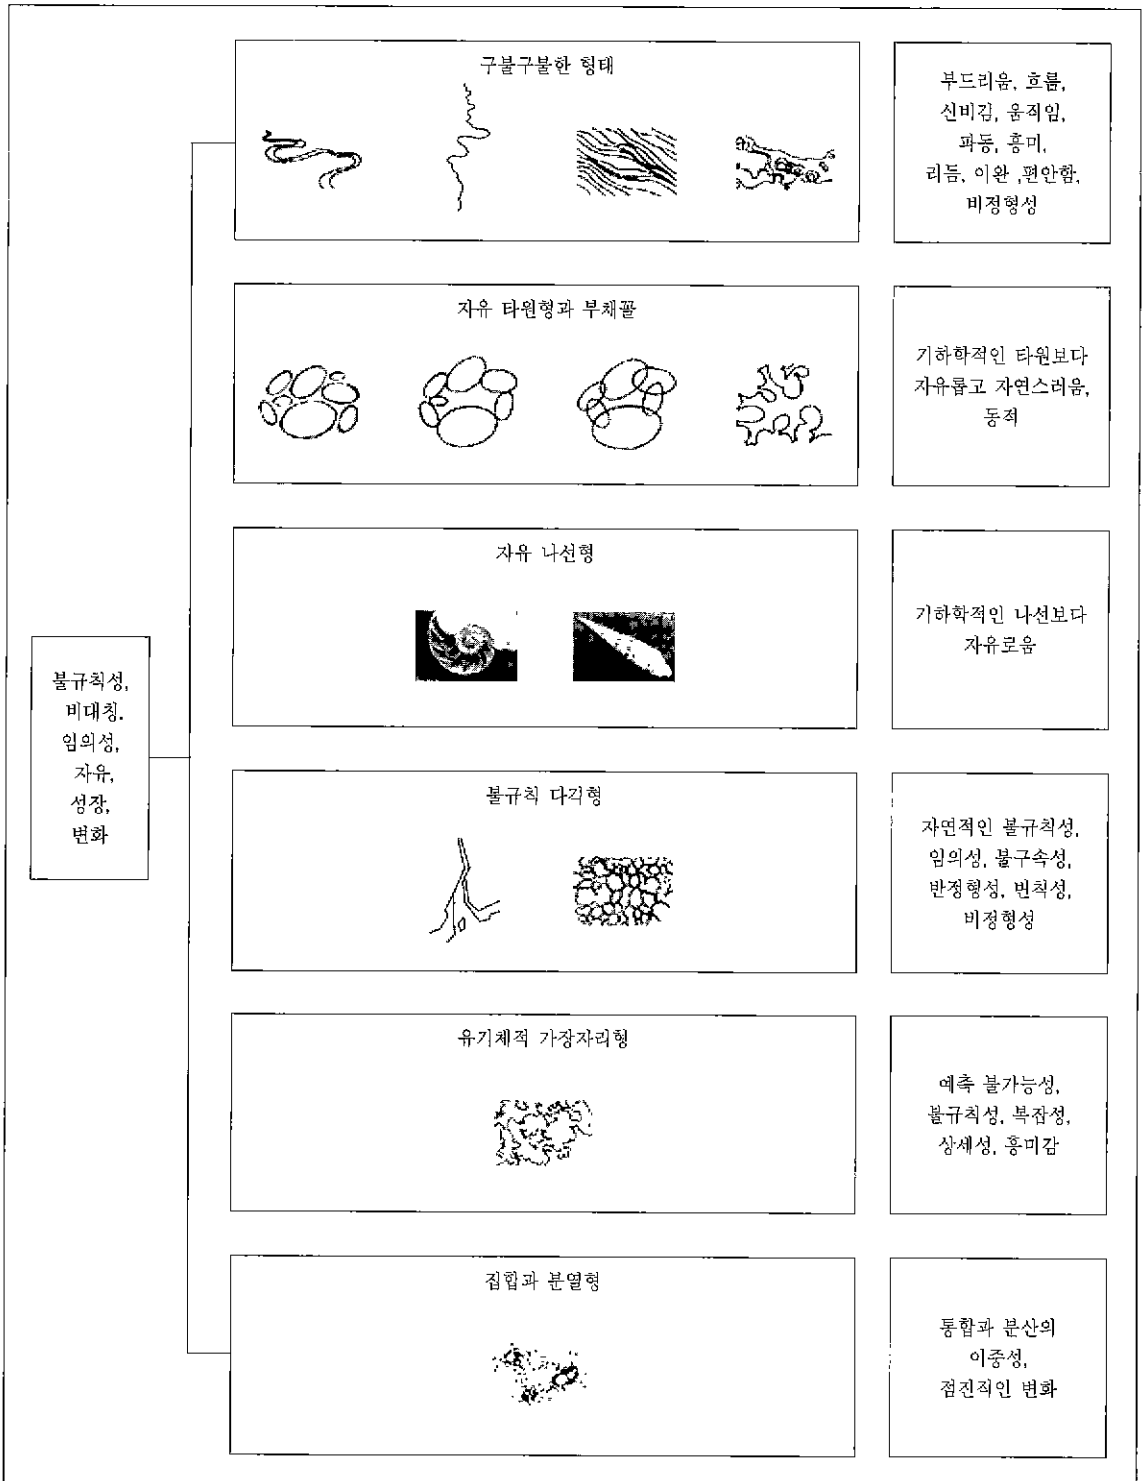 구불구불한 형태
부드러움, 흐름,
신비감, 움직임,
파동, 흥미,
리듬, 이완 ,편안함,
비정형성
자유 타원형과 부채꼴
기하학적인 타원보다
자유롭고 자연스러움,
동적
자유 나선형
기하학적인 나선보다
자유로움
불규칙성,
비대칭.
임의성,
자유,
성장,
변화
불규칙 다각형
자연적인 불규칙성,
임의성, 불구속성,
반정형성, 변칙성,
비정형성
유기체적 가장자리형
예측 불가능성,
불규칙성, 복잡성,
상세성, 흥미감
집합과 분열형
통합과 분산의
이중성,
점진적인 변화